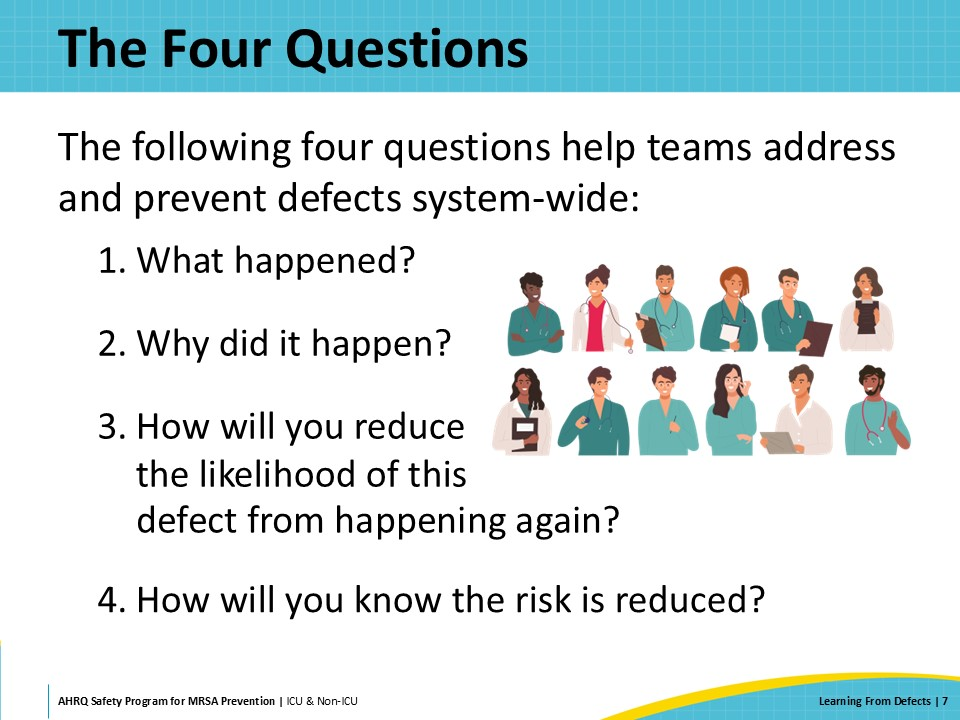 The Four Questions
The following four questions help teams address
and prevent defects system-wide:
1. What happened?
2. Why did it happen?
3. How will you reduce
the likelihood of this
defect from happening again?
4. How will you know the risk is reduced?
AHRQ Safety Program for MRSA Prevention | ICU & Non-ICU
Learning From Defects | 7